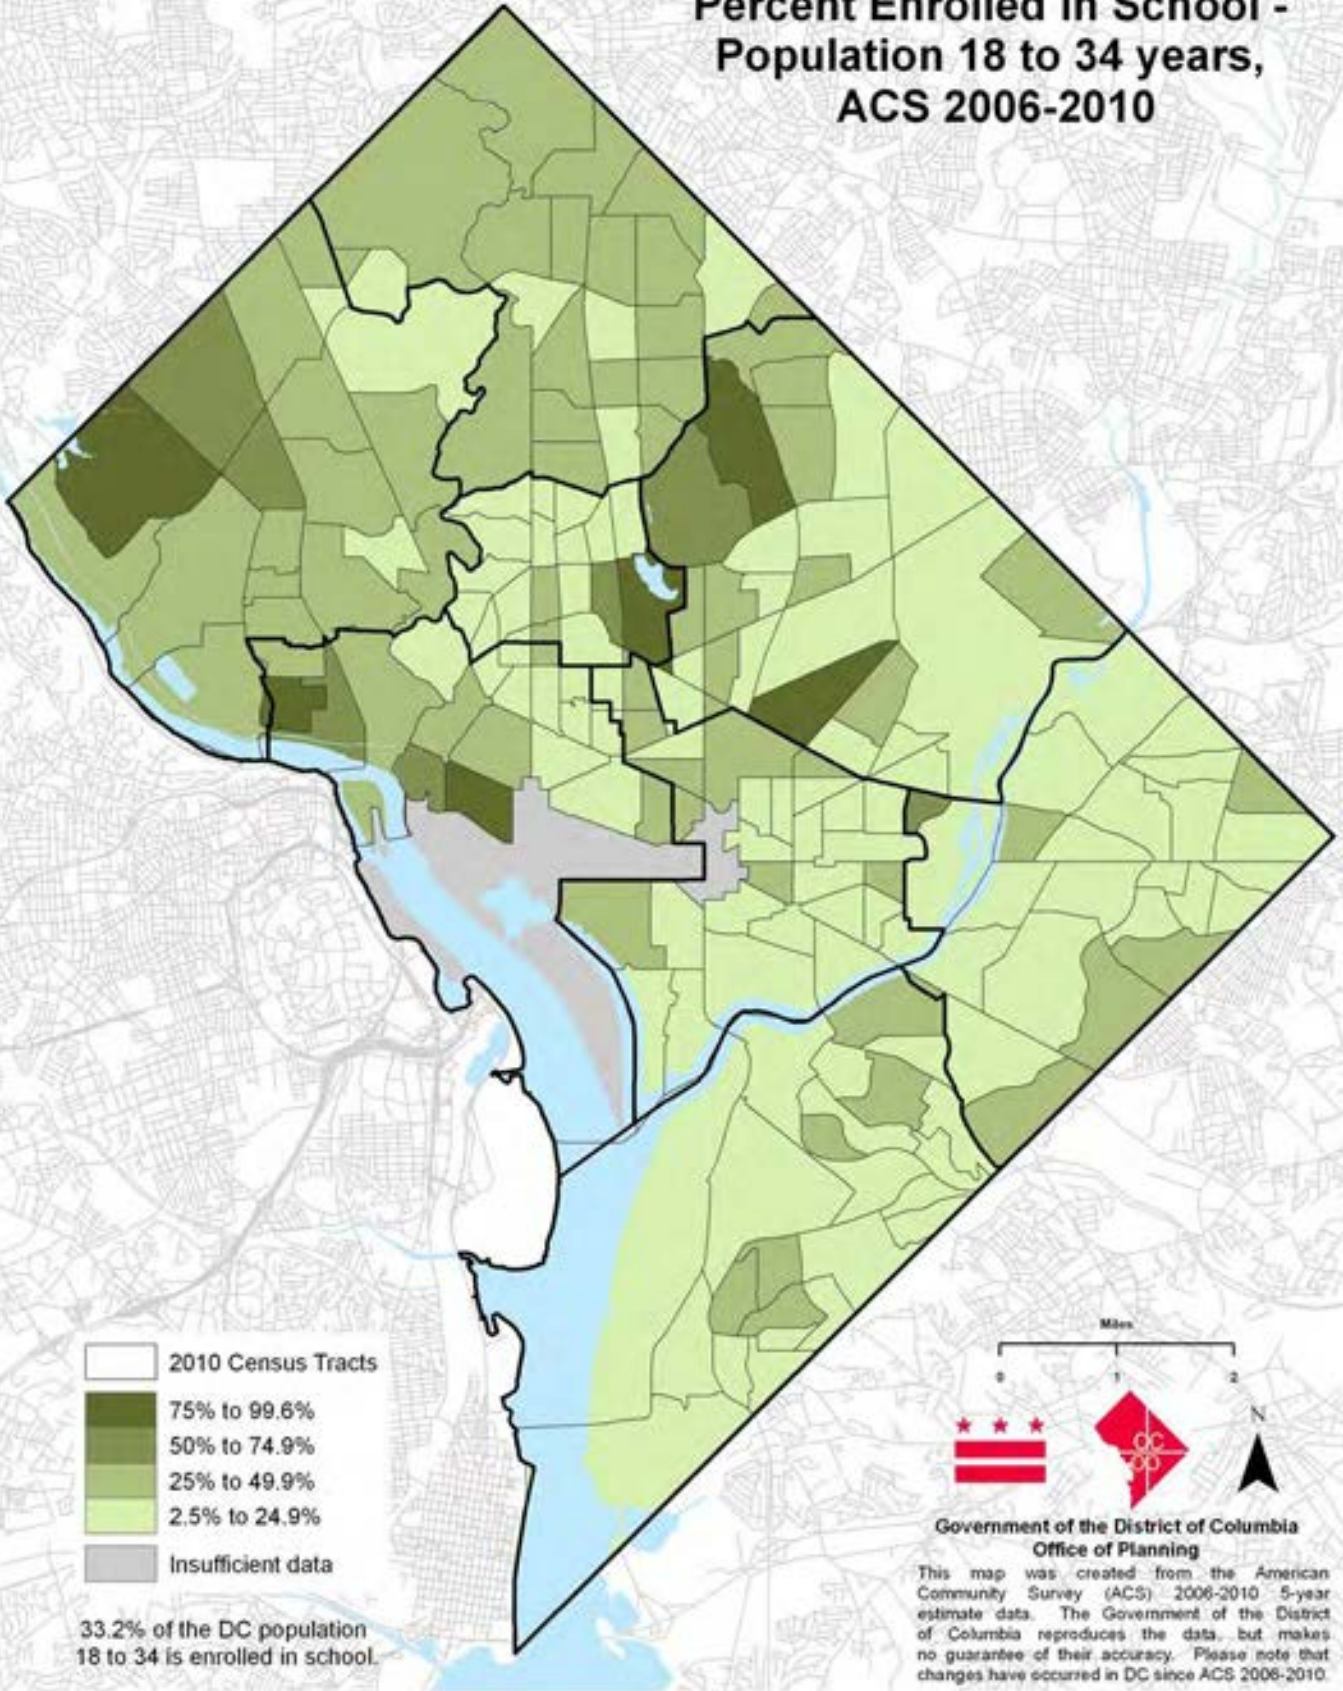 Percent Enrolled in School -
Population 18 to 34 years,
ACS 2006-2010
2010 Census Tracts
75% to 99.6%
50% to 74.9%
25% to 49.9%
2.5% to 24.9%
Insufficient data
33.2% of the DC population
18 to 34 is enrolled in school.
Miles
0 1 2
N
DC
OP
Government of the District of Columbia
Office of Planning
This map was created from the American
Community Survey (ACS) 2006-2010 5-year
estimate data. The Government of the District
of Columbia reproduces the data, but makes
no guarantee of their accuracy. Please note that
changes have occurred in DC since ACS 2006-2010.